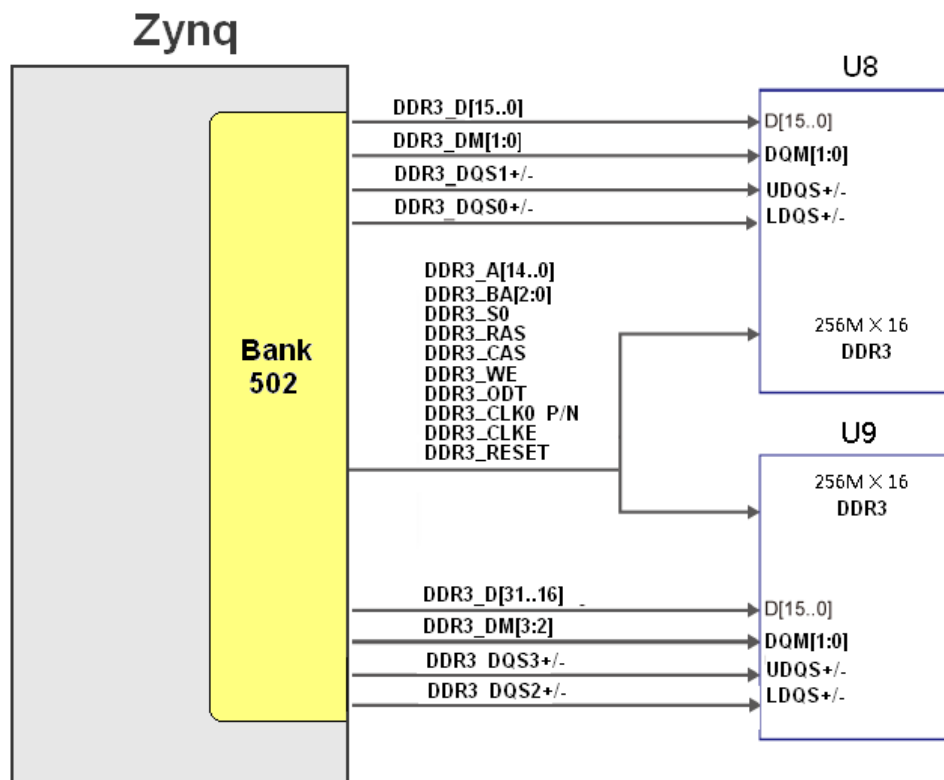 Zynq
U8
DDR3_D[15..0]
D[15..0]
DDR3_DM[1:0]
DQM[1:0]
DDR3_DQS1+/-
UDQS+/-
DDR3_DQS0+/-
LDQS+/-
DDR3_A[14..0]
DDR3_BA[2:0]
DDR3_S0
DDR3_RAS
DDR3_CAS
DDR3_WE
DDR3_ODT
DDR3_CLK0 P/N
DDR3_CLKE
DDR3_RESET
256M × 16
DDR3
Bank
502
U9
256M × 16
DDR3
DDR3_D[31..16]
D[15..0]
DDR3_DM[3:2]
DQM[1:0]
DDR3 DQS3+/-
UDQS+/-
DDR3 DQS2+/-
LDQS+/-